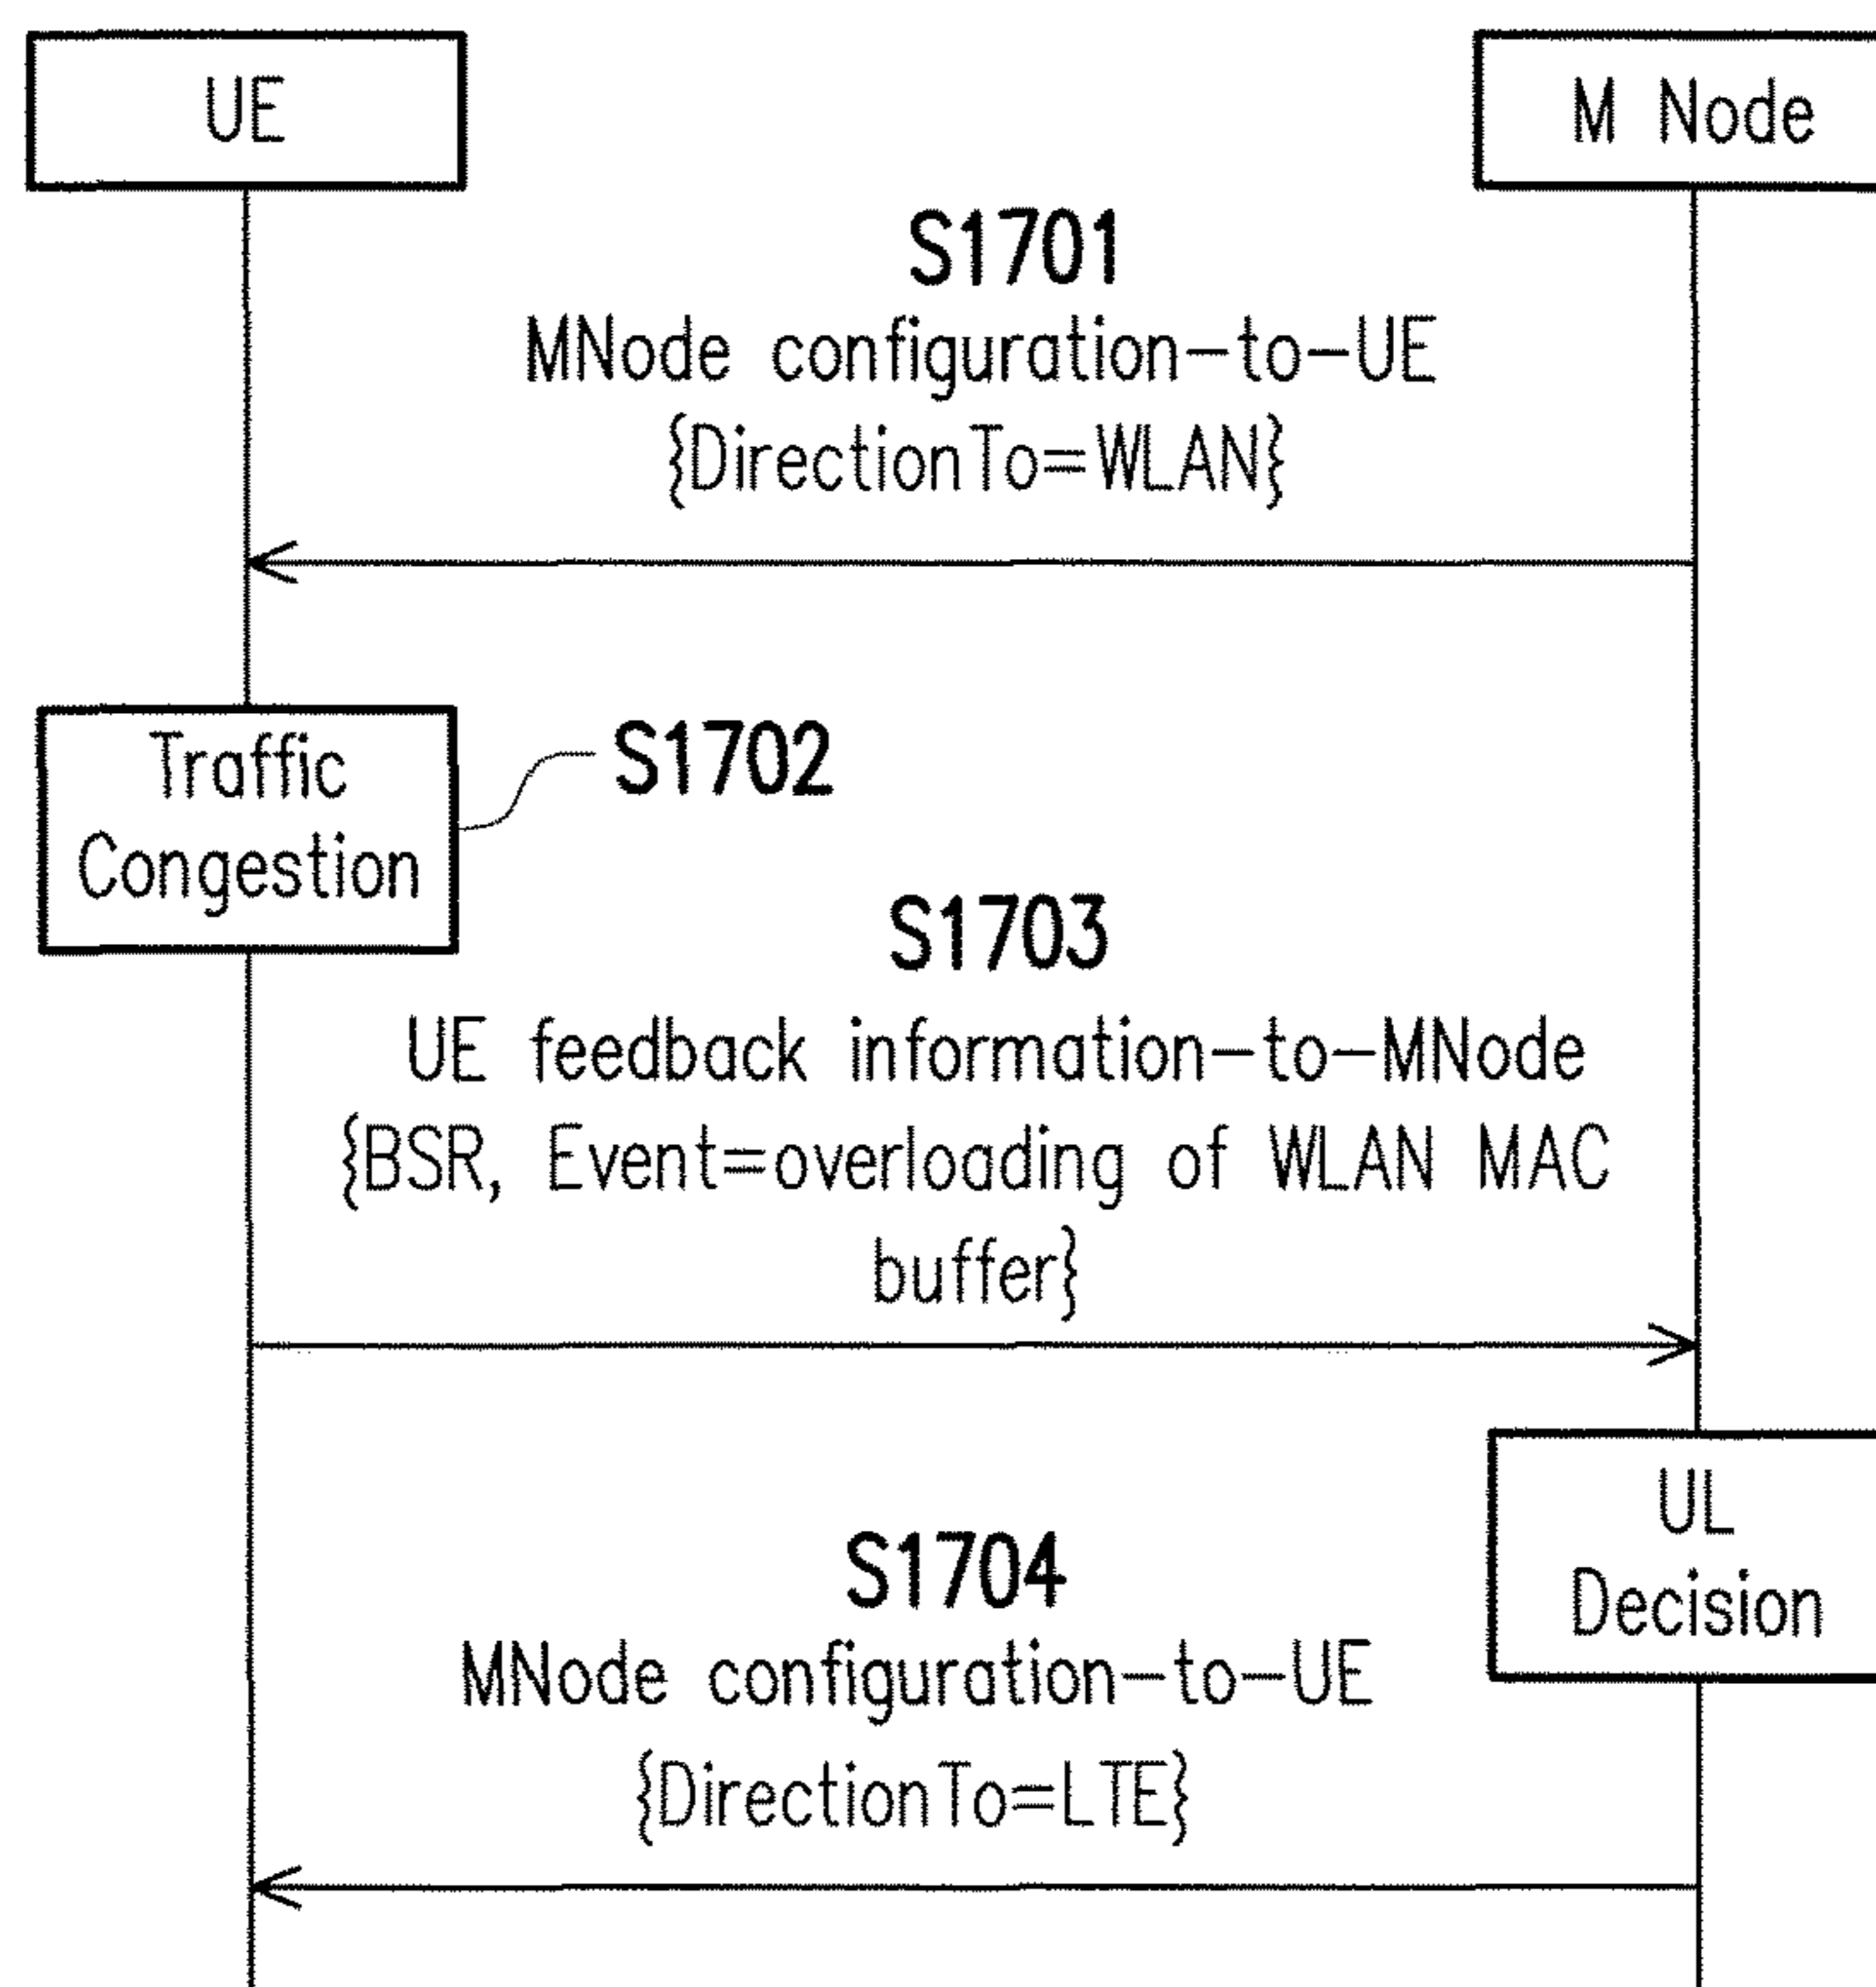 UE
M Node
S1701
MNode configuration-to-UE
{DirectionTo=WLAN}
Traffic
Congestion
S1702
S1703
UE feedback information-to-MNode
{BSR, Event=overloading of WLAN MAC
buffer}
UL
Decision
S1704
MNode configuration-to-UE
{DirectionTo=LTE}